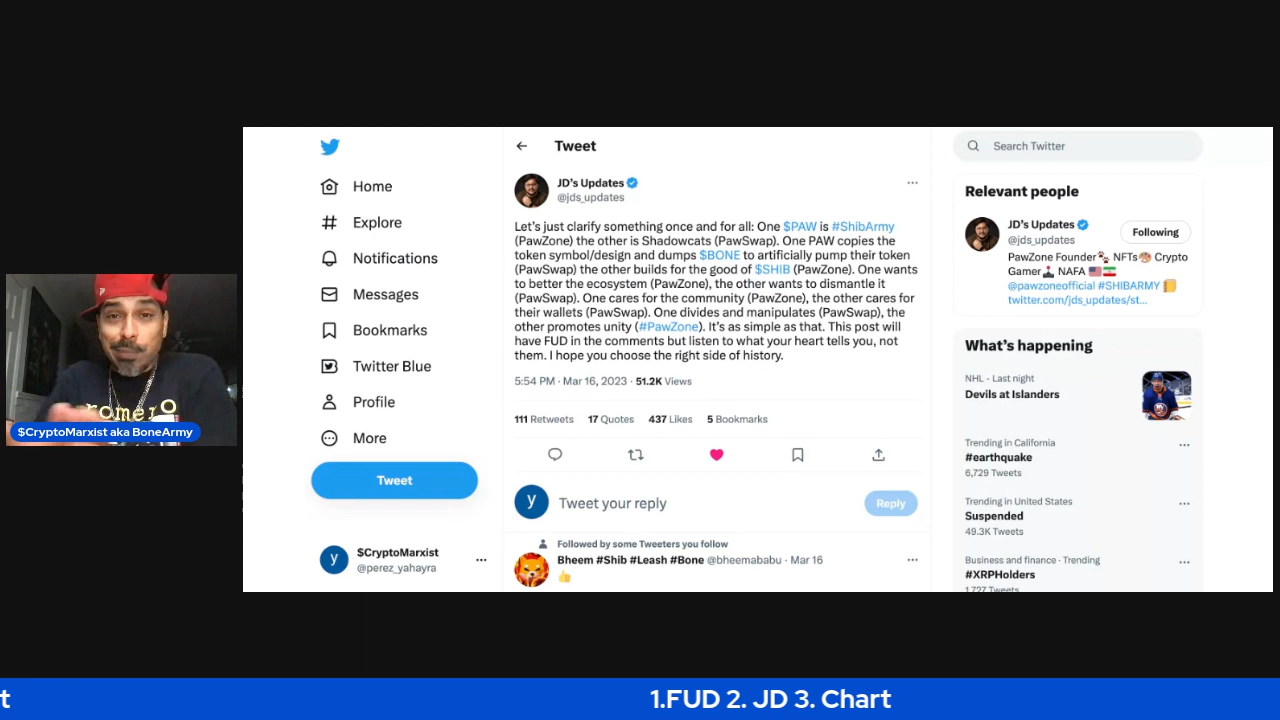 Home
Explore
Notifications
Messages
Bookmarks
Twitter Blue
Profile
More
Tweet
$CryptoMarxist
@perez_yahayra
Tweet
JD's Updates
@jds_updates
Let's just clarify something once and for all: One $PAW is #ShibArmy
(PawZone) the other is Shadowcats (PawSwap). One PAW copies the
token symbol/design and dumps $BONE to artificially pump their token
(PawSwap) the other builds for the good of $SHIB (PawZone). One wants
to better the ecosystem (PawZone), the other wants to dismantle it
(PawSwap). One cares for the community (PawZone), the other cares for
their wallets (PawSwap). One divides and manipulates (PawSwap), the
other promotes unity (#PawZone). It's as simple as that. This post will
have FUD in the comments but listen to what your heart tells you, not
them. I hope you choose the right side of history.
5:54 PM · Mar 16, 2023 · 51.2K Views
111 Retweets 17 Quotes 437 Likes 5 Bookmarks
y
Tweet your reply
Reply
Followed by some Tweeters you follow
Bheem #Shib #Leash #Bone @bheemababu · Mar 16
👍
Search Twitter
Relevant people
JD's Updates
@jds_updates
Following
PawZone Founder🐾 NFTs🎨 Crypto
Gamer🕹️ NAFA 🇺🇸🇮🇷
@pawzoneofficial #SHIBARMY 📒
twitter.com/jds_updates/st…
What's happening
NHL · Last night
Devils at Islanders
Trending in California
#earthquake
6,729 Tweets
Trending in United States
Suspended
49.3K Tweets
Business and finance · Trending
#XRPHolders
1,727 Tweets
y
romero
$CryptoMarxist aka BoneArmy
t
1.FUD 2. JD 3. Chart